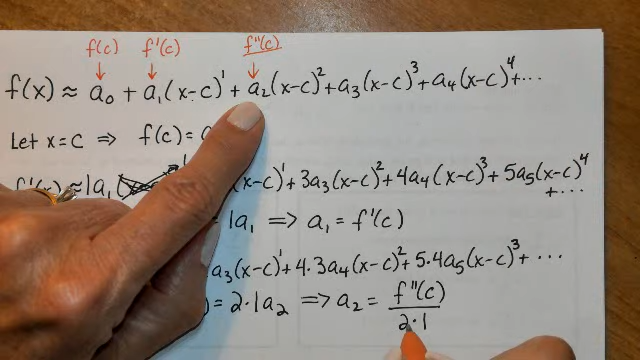 f(c) f'(c) f"(c)
f(x) ≈ a₀ + a₁(x-c)¹ + a₂(x-c)² + a₃(x-c)³ + a₄(x-c)⁴ + ...
Let x=c ⇒ f(c) = a
f'(x) ≈ 1a₁ (x-c)¹ + 3a₃(x-c)² + 4a₄(x-c)³ + 5a₅(x-c)⁴
+ ...
= 1a₁ ⇒ a₁ = f'(c)
a₃(x-c)¹ + 4·3a₄(x-c)² + 5·4a₅(x-c)³ + ...
) = 2·1a₂ ⇒ a₂ = f"(c)
2·1